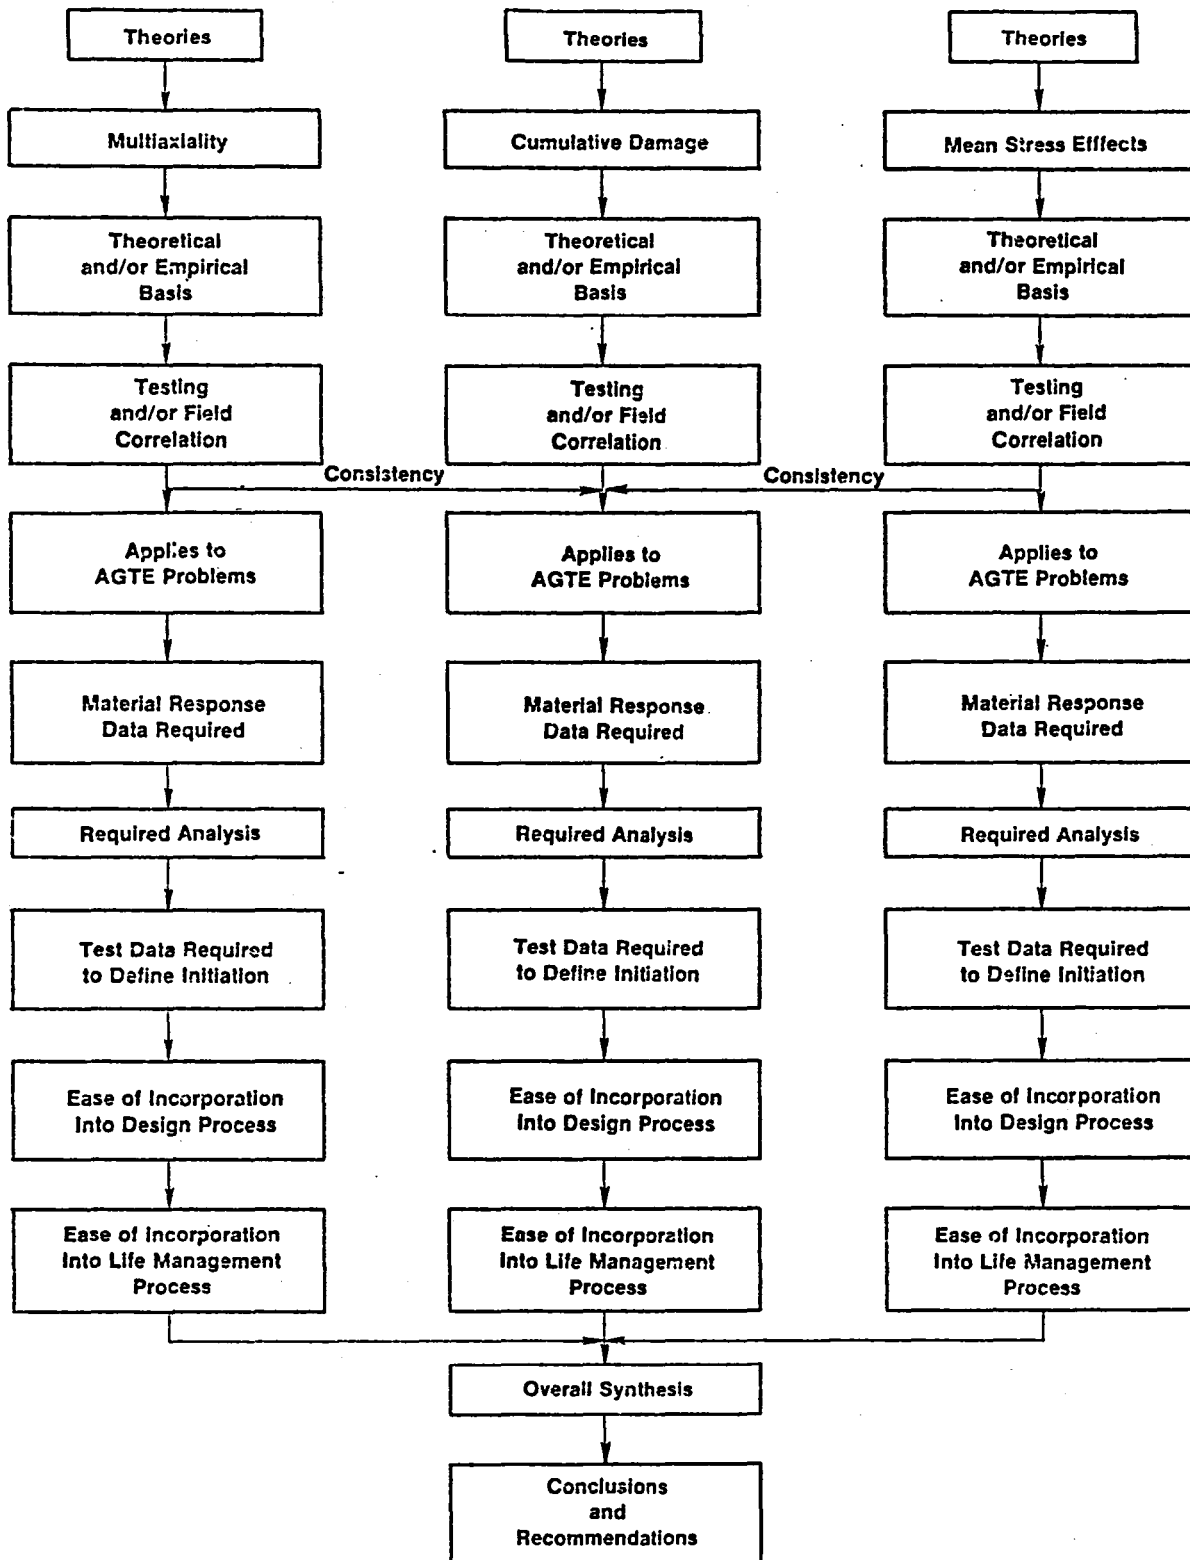 Theories
Theories
Theories
Multiaxiality
Cumulative Damage
Mean Stress Efffects
Theoretical
and/or Empirical
Basis
Theoretical
and/or Empirical
Basis
Theoretical
and/or Empirical
Basis
Testing
and/or Field
Correlation
Testing
and/or Field
Correlation
Testing
and/or Field
Correlation
Consistency
Consistency
Applies to
AGTE Problems
Applies to
AGTE Problems
Applies to
AGTE Problems
Material Response
Data Required
Material Response
Data Required
Material Response
Data Required
Required Analysis
Required Analysis
Required Analysis
Test Data Required
to Define Initiation
Test Data Required
to Define Initiation
Test Data Required
to Define Initiation
Ease of Incorporation
Into Design Process
Ease of Incorporation
Into Design Process
Ease of Incorporation
Into Design Process
Ease of Incorporation
Into Life Management
Process
Ease of Incorporation
Into Life Management
Process
Ease of Incorporation
Into Life Management
Process
Overall Synthesis
Conclusions
and
Recommendations